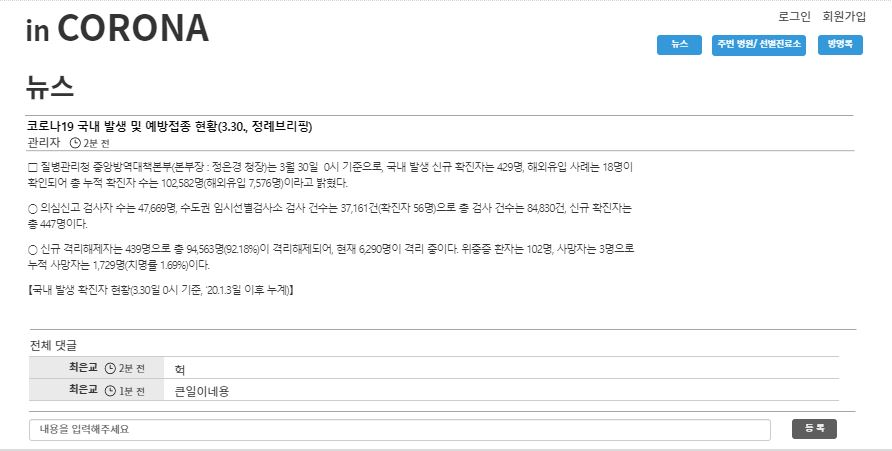 로그인 회원가입
in CORONA
뉴스 주변 병원/ 선별진료소 방명록
뉴스
코로나19 국내 발생 및 예방접종 현황(3.30., 정례브리핑)
관리자 2분 전
□ 질병관리청 중앙방역대책본부(본부장 : 정은경 청장)는 3월 30일 0시 기준으로, 국내 발생 신규 확진자는 429명, 해외유입 사례는 18명이
확인되어 총 누적 확진자 수는 102,582명(해외유입 7,576명)이라고 밝혔다.
○ 의심신고 검사자 수는 47,669명, 수도권 임시선별검사소 검사 건수는 37,161건(확진자 56명)으로 총 검사 건수는 84,830건, 신규 확진자는
총 447명이다.
○ 신규 격리해제자는 439명으로 총 94,563명(92.18%)이 격리해제되어, 현재 6,290명이 격리 중이다. 위중증 환자는 102명, 사망자는 3명으로
누적 사망자는 1,729명(치명률 1.69%)이다.
【국내 발생 확진자 현황(3.30일 0시 기준, ‘20.1.3일 이후 누계)】
전체 댓글
최은교 2분 전 헉
최은교 1분 전 큰일이네용
내용을 입력해주세요 등 록